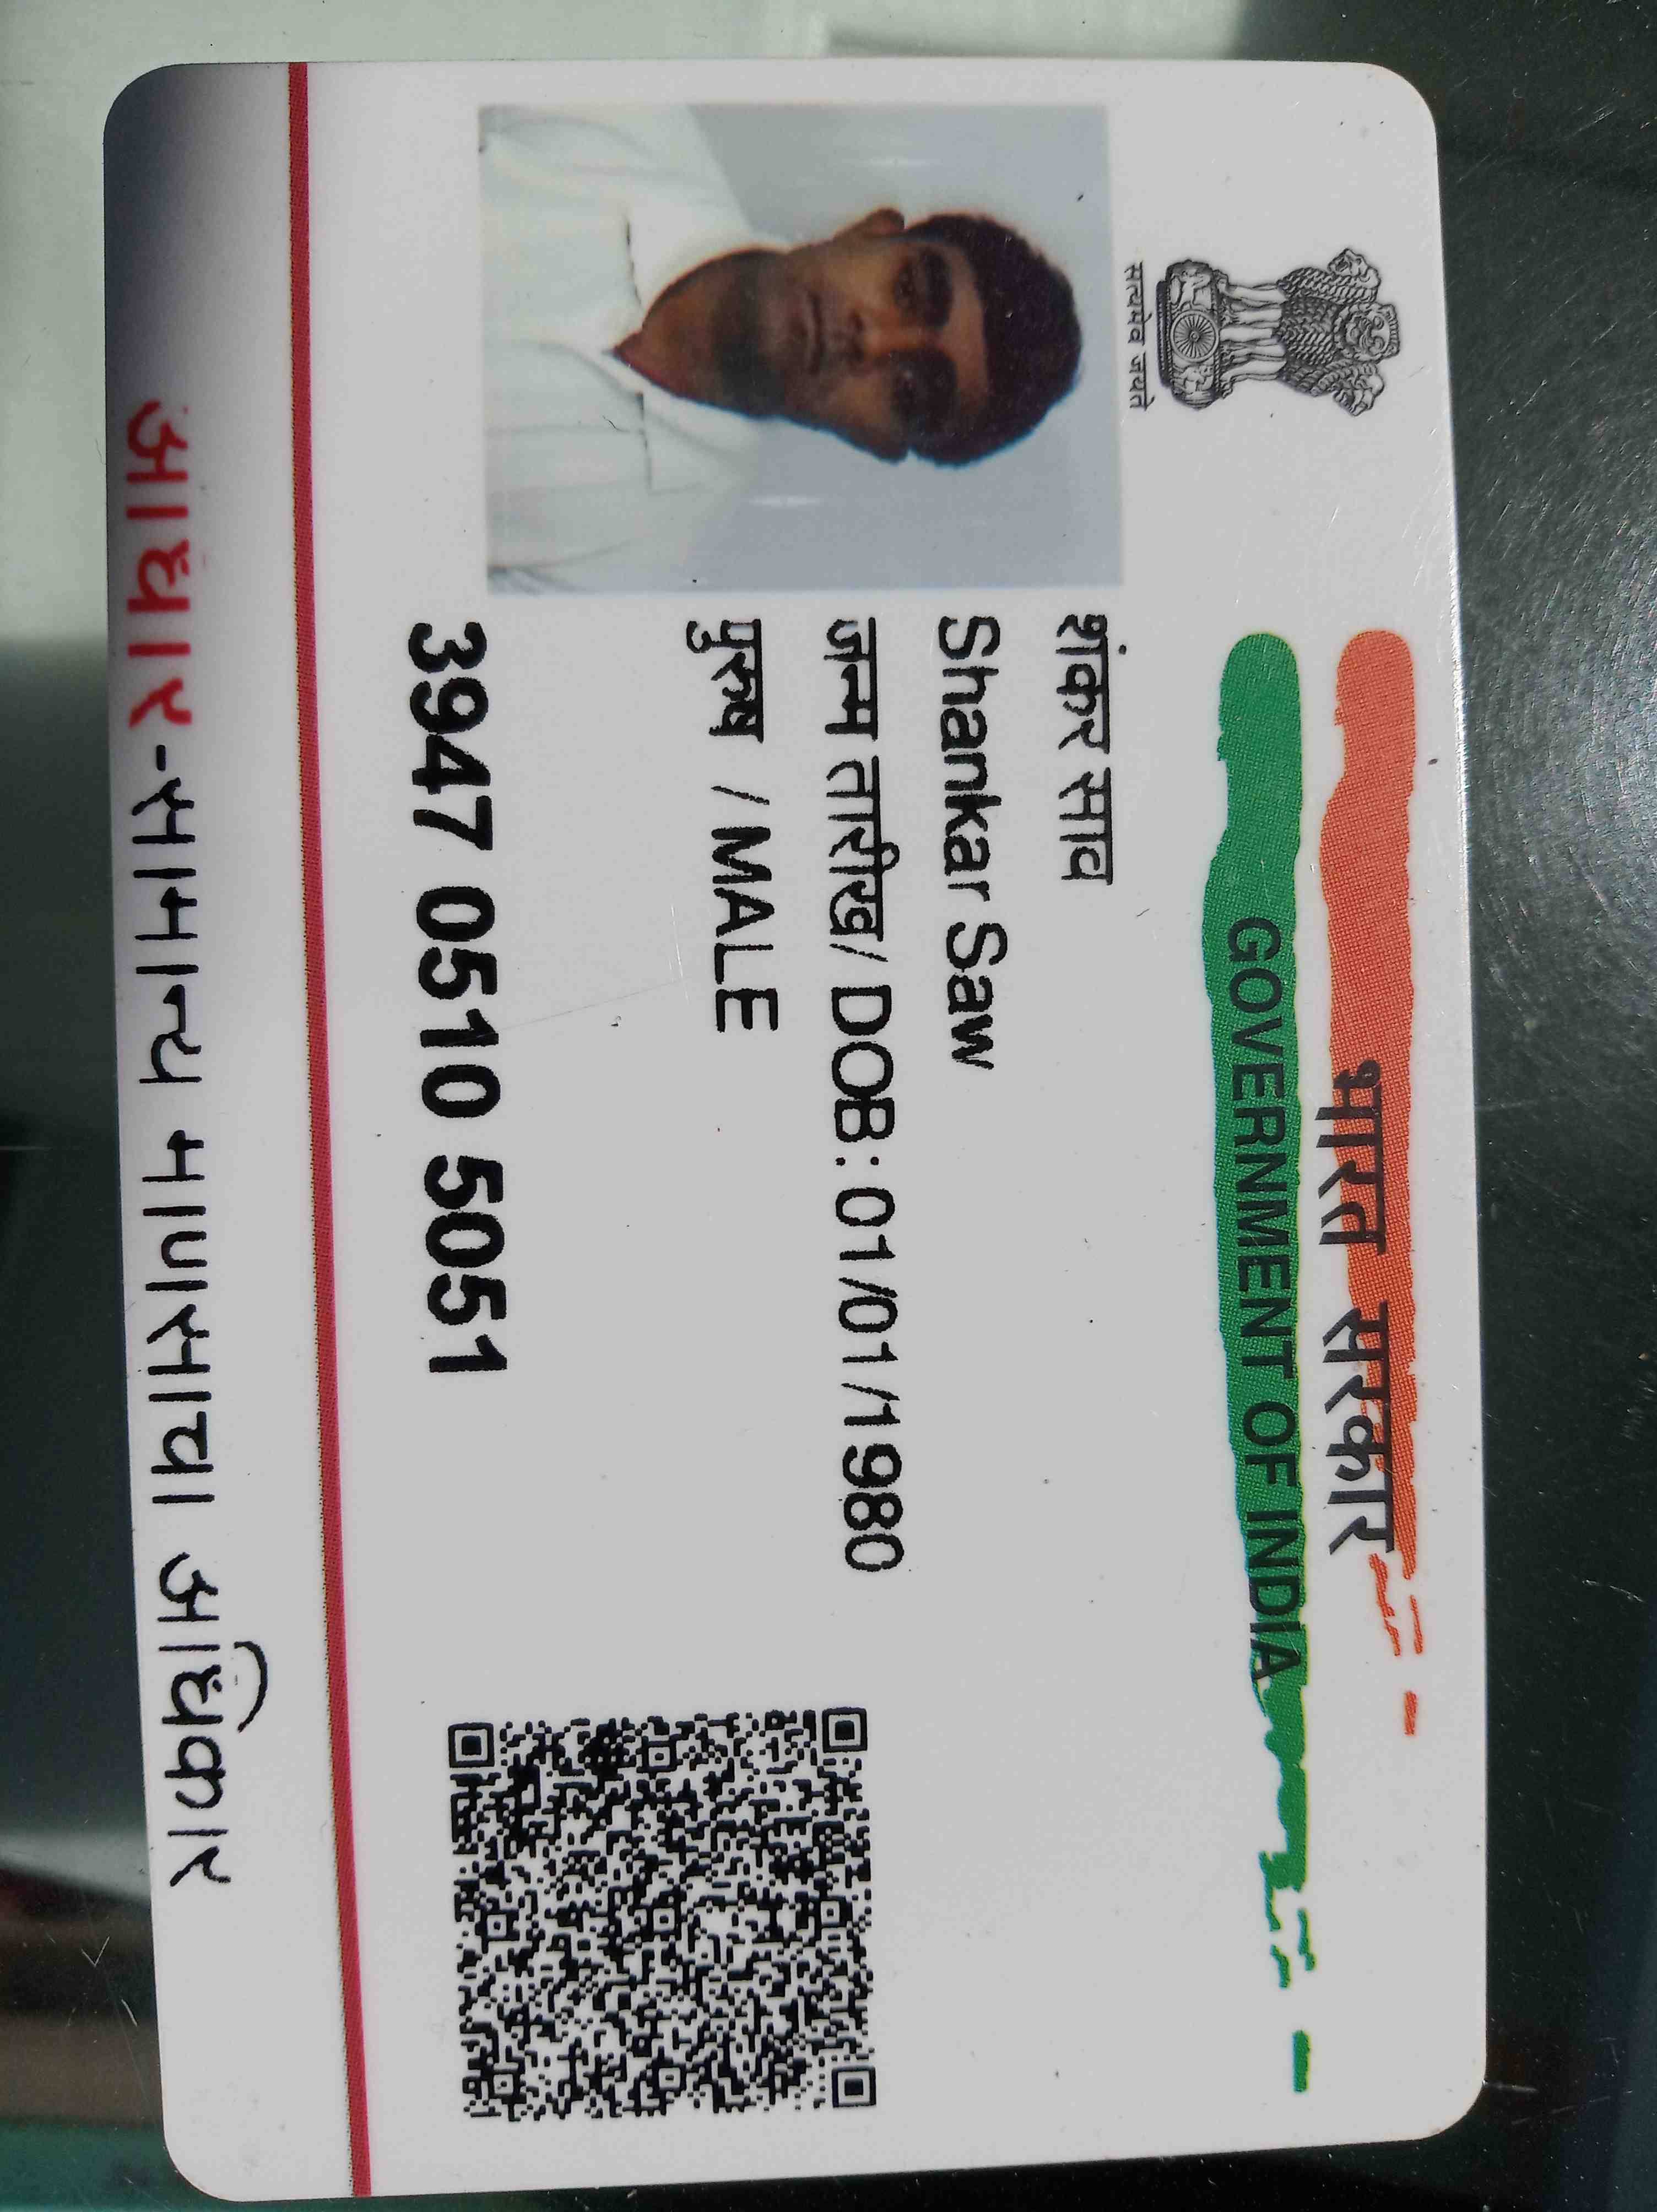 भारत सरकार
GOVERNMENT OF INDIA
सत्यमेव जयते
शंकर साव
Shankar Saw
जन्म तारीख/ DOB: 01/01/1980
पुरुष / MALE
3947 0510 5051
आधार-सामान्य माणसाचा अधिकार